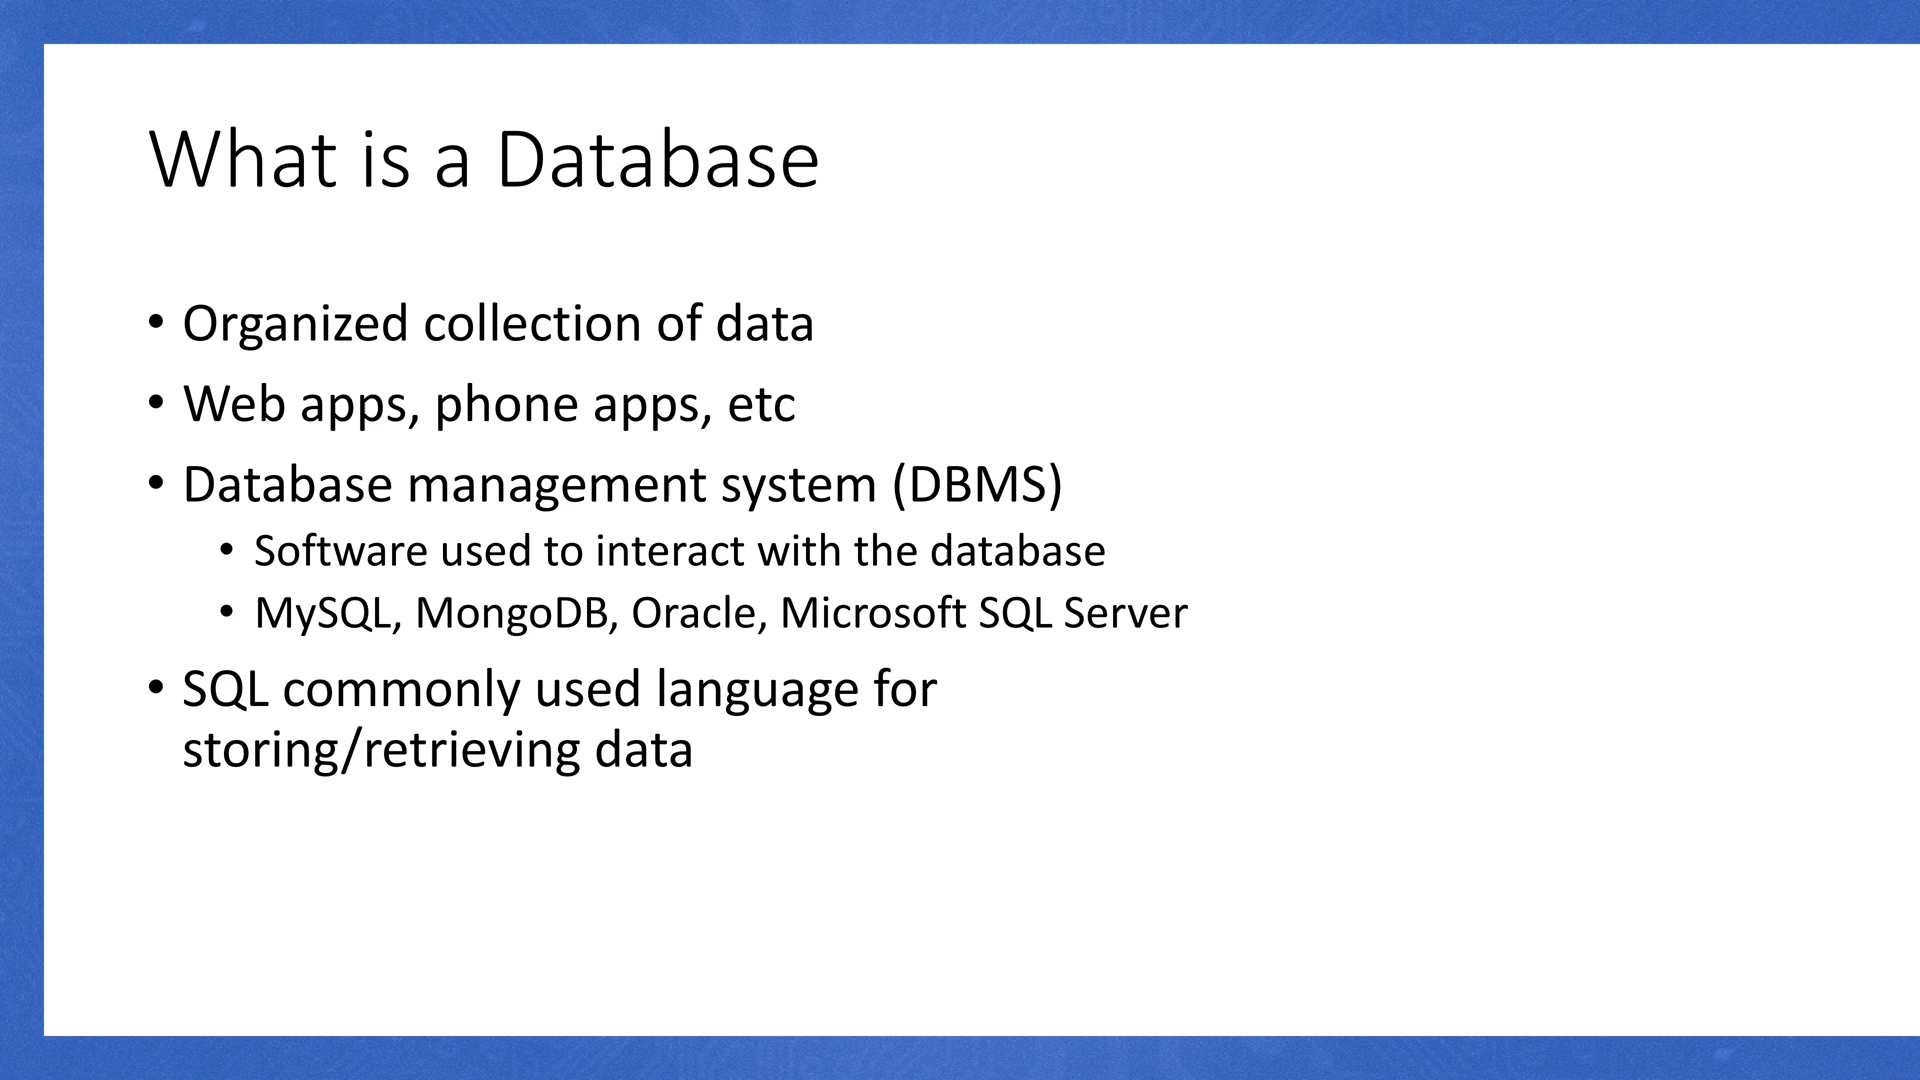 What is a Database
• Organized collection of data
• Web apps, phone apps, etc
• Database management system (DBMS)
• Software used to interact with the database
• MySQL, MongoDB, Oracle, Microsoft SQL Server
• SQL commonly used language for
storing/retrieving data